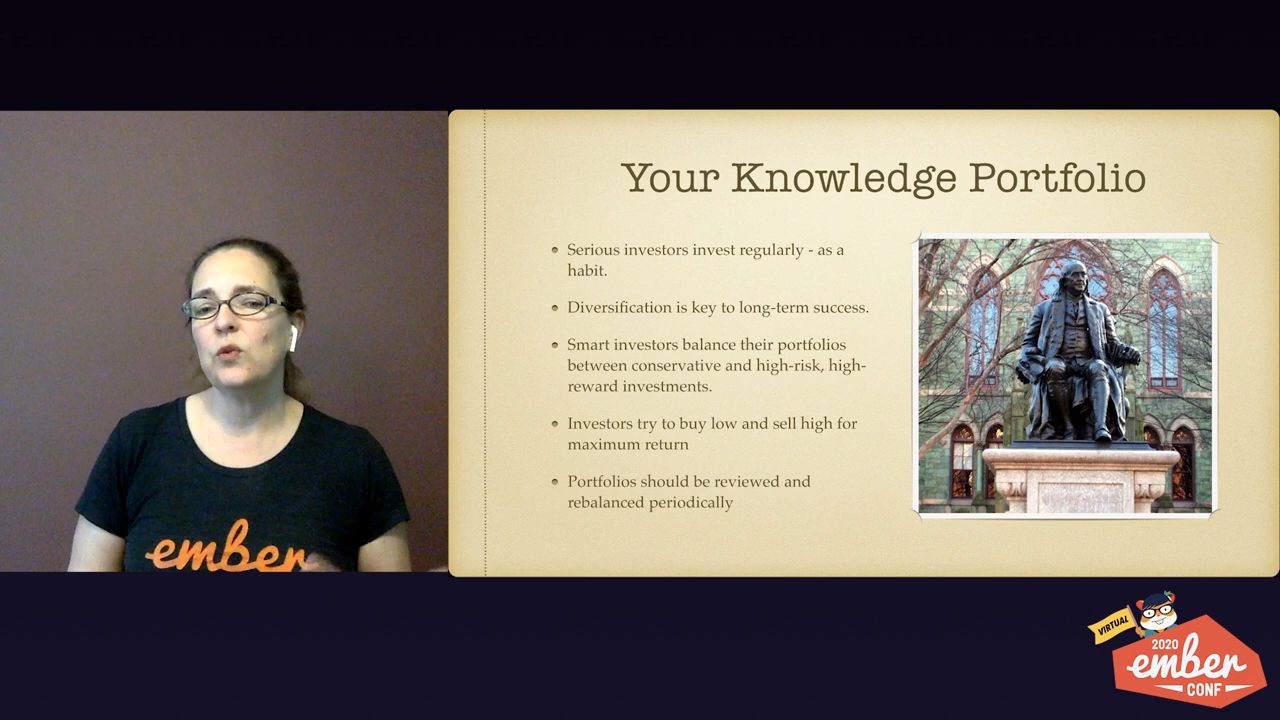 Your Knowledge Portfolio
Serious investors invest regularly - as a
habit.
Diversification is key to long-term success.
Smart investors balance their portfolios
between conservative and high-risk, high-
reward investments.
Investors try to buy low and sell high for
maximum return
Portfolios should be reviewed and
rebalanced periodically
ember
VIRTUAL
2020
ember
CONF